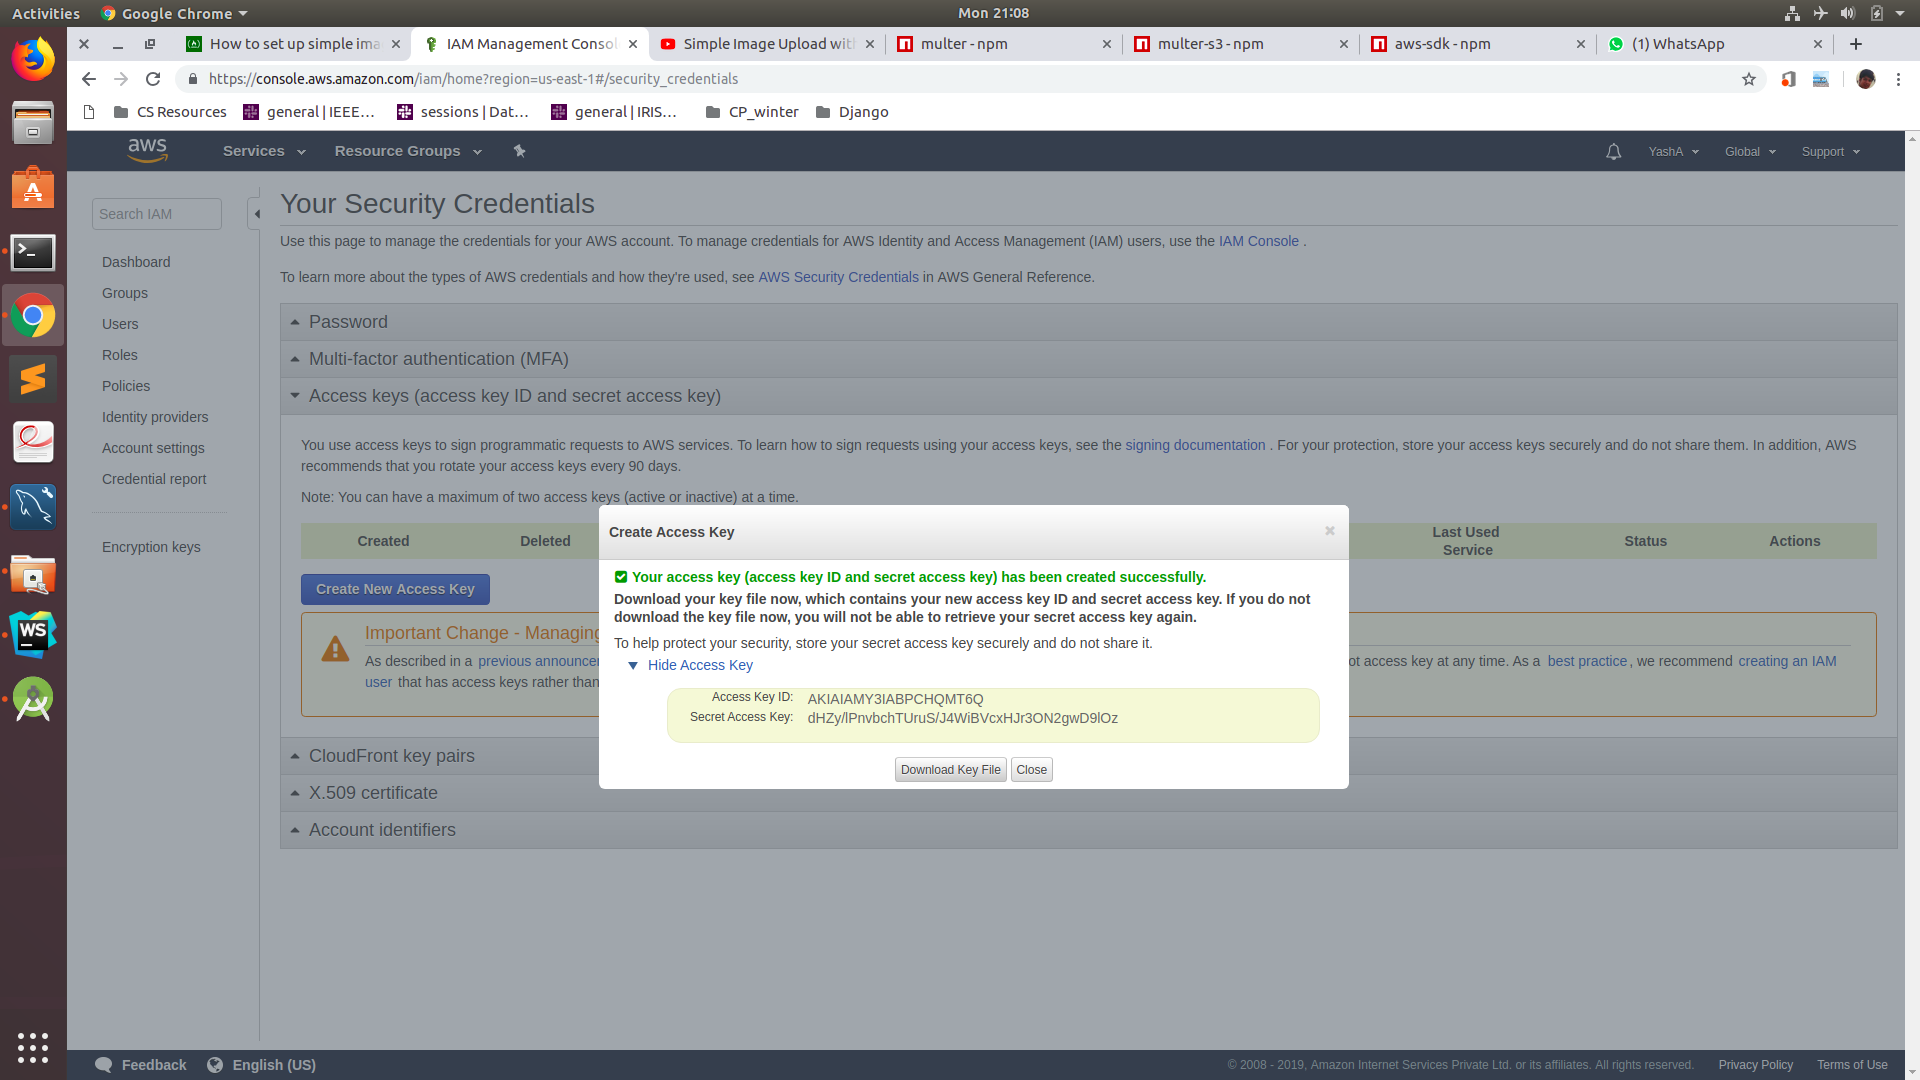 Activities
Google Chrome
Mon 21:08
How to set up simple ima
IAM Management Consol
Simple Image Upload wit
multer - npm
multer-s3 - npm
aws-sdk - npm
(1) WhatsApp
https://console.aws.amazon.com/iam/home?region=us-east-1#/security_credentials
CS Resources
general | IEEE…
sessions | Dat…
general | IRIS…
CP_winter
Django
aws
Services
Resource Groups
YashA
Global
Support
Search IAM
Dashboard
Groups
Users
Roles
Policies
Identity providers
Account settings
Credential report
Encryption keys
Your Security Credentials
Use this page to manage the credentials for your AWS account. To manage credentials for AWS Identity and Access Management (IAM) users, use the IAM Console .
To learn more about the types of AWS credentials and how they're used, see AWS Security Credentials in AWS General Reference.
Password
Multi-factor authentication (MFA)
Access keys (access key ID and secret access key)
You use access keys to sign programmatic requests to AWS services. To learn how to sign requests using your access keys, see the signing documentation . For your protection, store your access keys securely and do not share them. In addition, AWS
recommends that you rotate your access keys every 90 days.
Note: You can have a maximum of two access keys (active or inactive) at a time.
Created
Deleted
Last Used
Service
Status
Actions
Create New Access Key
Important Change - Managing
As described in a previous announcer
ot access key at any time. As a best practice, we recommend creating an IAM
user that has access keys rather than
Create Access Key
Your access key (access key ID and secret access key) has been created successfully.
Download your key file now, which contains your new access key ID and secret access key. If you do not
download the key file now, you will not be able to retrieve your secret access key again.
To help protect your security, store your secret access key securely and do not share it.
Hide Access Key
Access Key ID: [redacted credential]
Secret Access Key: [redacted credential]
Download Key File
Close
CloudFront key pairs
X.509 certificate
Account identifiers
WS
Feedback
English (US)
© 2008 - 2019, Amazon Internet Services Private Ltd. or its affiliates. All rights reserved.
Privacy Policy
Terms of Use